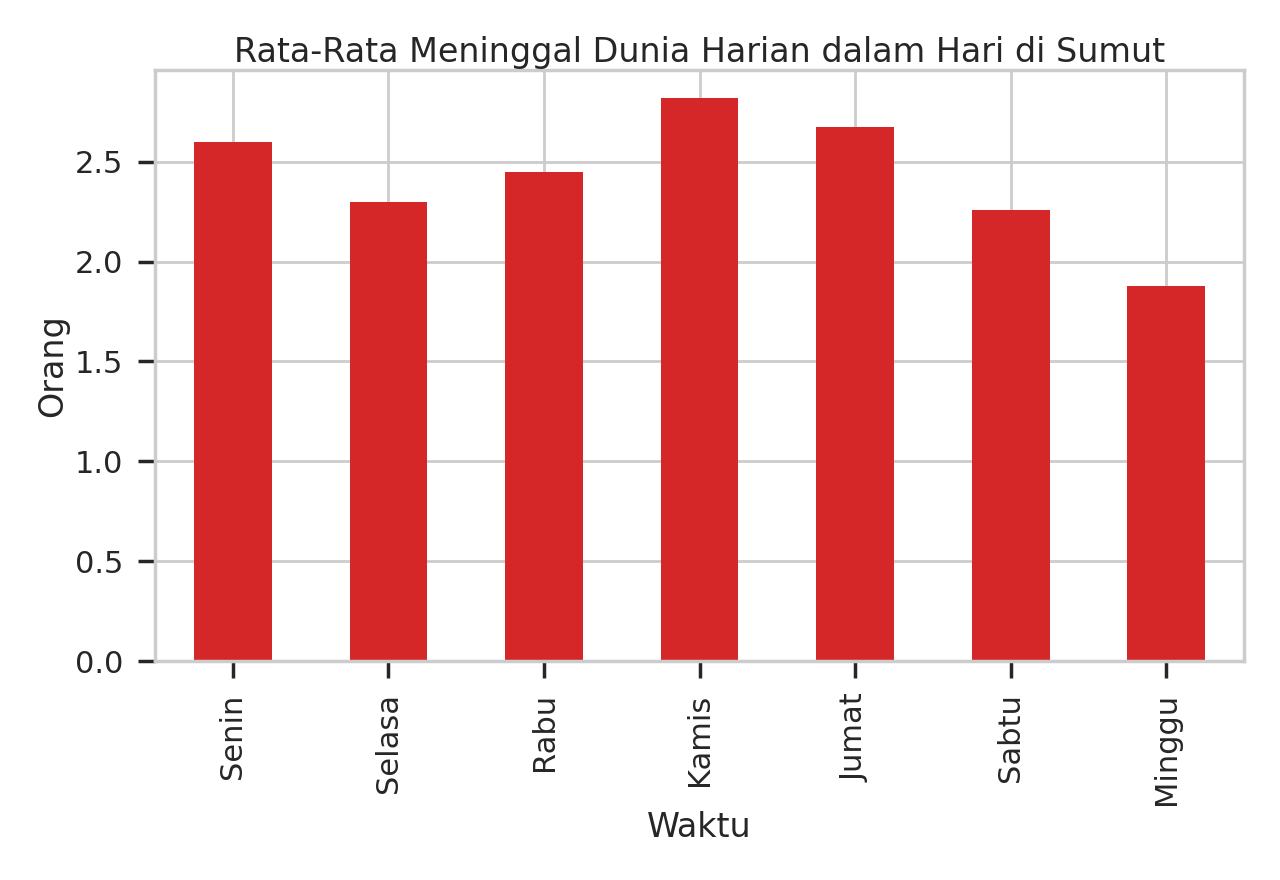 Rata-Rata Meninggal Dunia Harian dalam Hari di Sumut
Orang
2.5
2.0
1.5
1.0
0.5
0.0
Senin
Selasa
Rabu
Kamis
Jumat
Sabtu
Minggu
Waktu